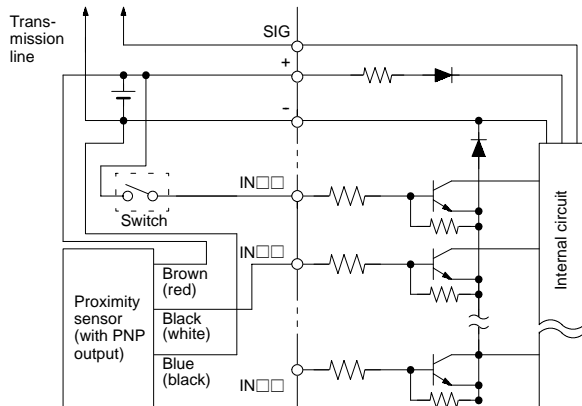 Trans-
mission
line
SIG
+
-
IN□□
Switch
IN□□
Brown
(red)
Proximity
sensor
(with PNP
output)
Black
(white)
Blue
(black)
IN□□
Internal circuit